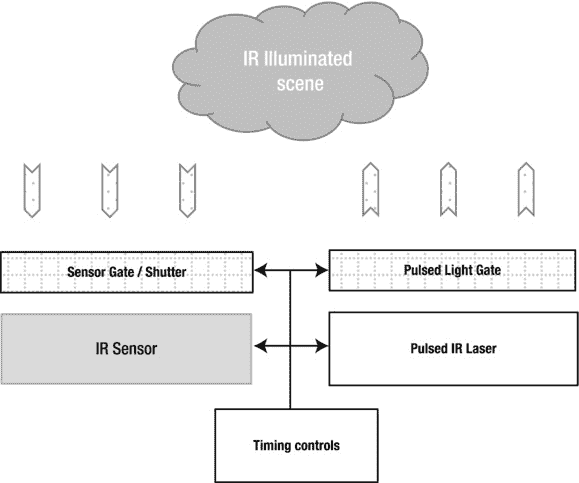 IR Illuminated
scene
Sensor Gate / Shutter
Pulsed Light Gate
IR Sensor
Pulsed IR Laser
Timing controls